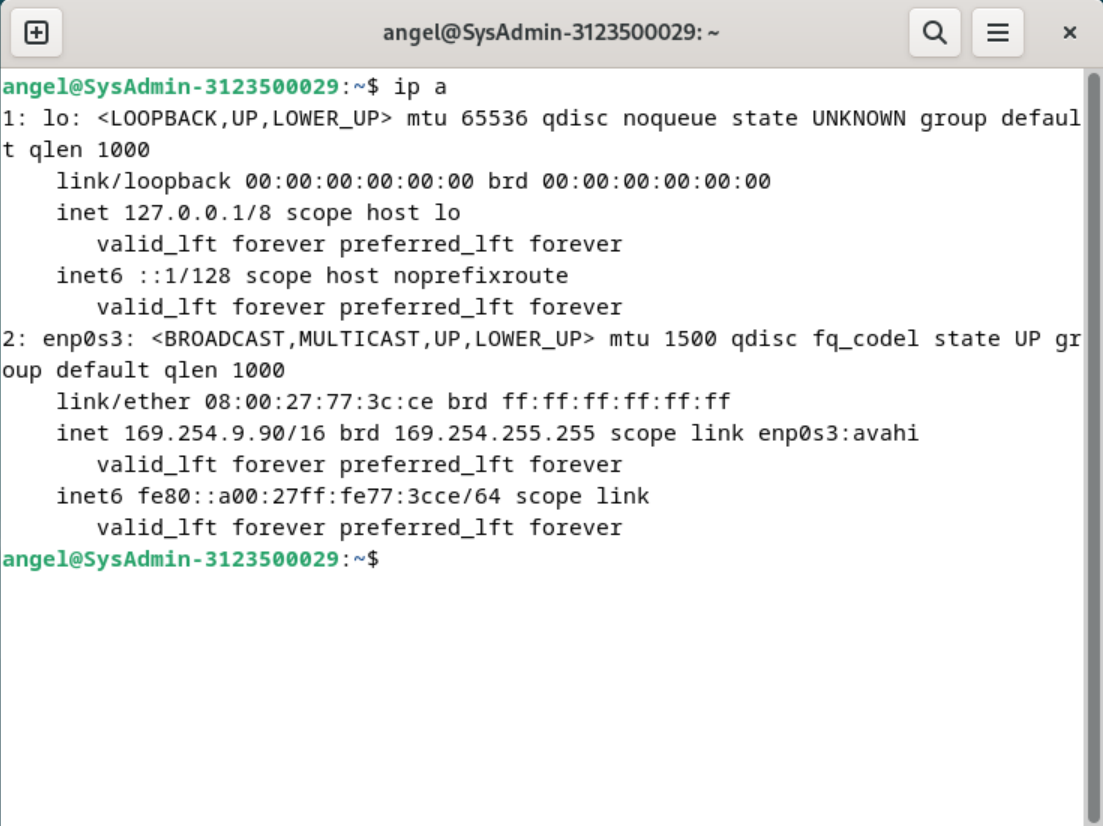 angel@SysAdmin-3123500029: ~
angel@SysAdmin-3123500029:~$ ip a
1: lo: <LOOPBACK,UP,LOWER_UP> mtu 65536 qdisc noqueue state UNKNOWN group defaul
t qlen 1000
    link/loopback 00:00:00:00:00:00 brd 00:00:00:00:00:00
    inet 127.0.0.1/8 scope host lo
       valid_lft forever preferred_lft forever
    inet6 ::1/128 scope host noprefixroute
       valid_lft forever preferred_lft forever
2: enp0s3: <BROADCAST,MULTICAST,UP,LOWER_UP> mtu 1500 qdisc fq_codel state UP gr
oup default qlen 1000
    link/ether 08:00:27:77:3c:ce brd ff:ff:ff:ff:ff:ff
    inet 169.254.9.90/16 brd 169.254.255.255 scope link enp0s3:avahi
       valid_lft forever preferred_lft forever
    inet6 fe80::a00:27ff:fe77:3cce/64 scope link
       valid_lft forever preferred_lft forever
angel@SysAdmin-3123500029:~$